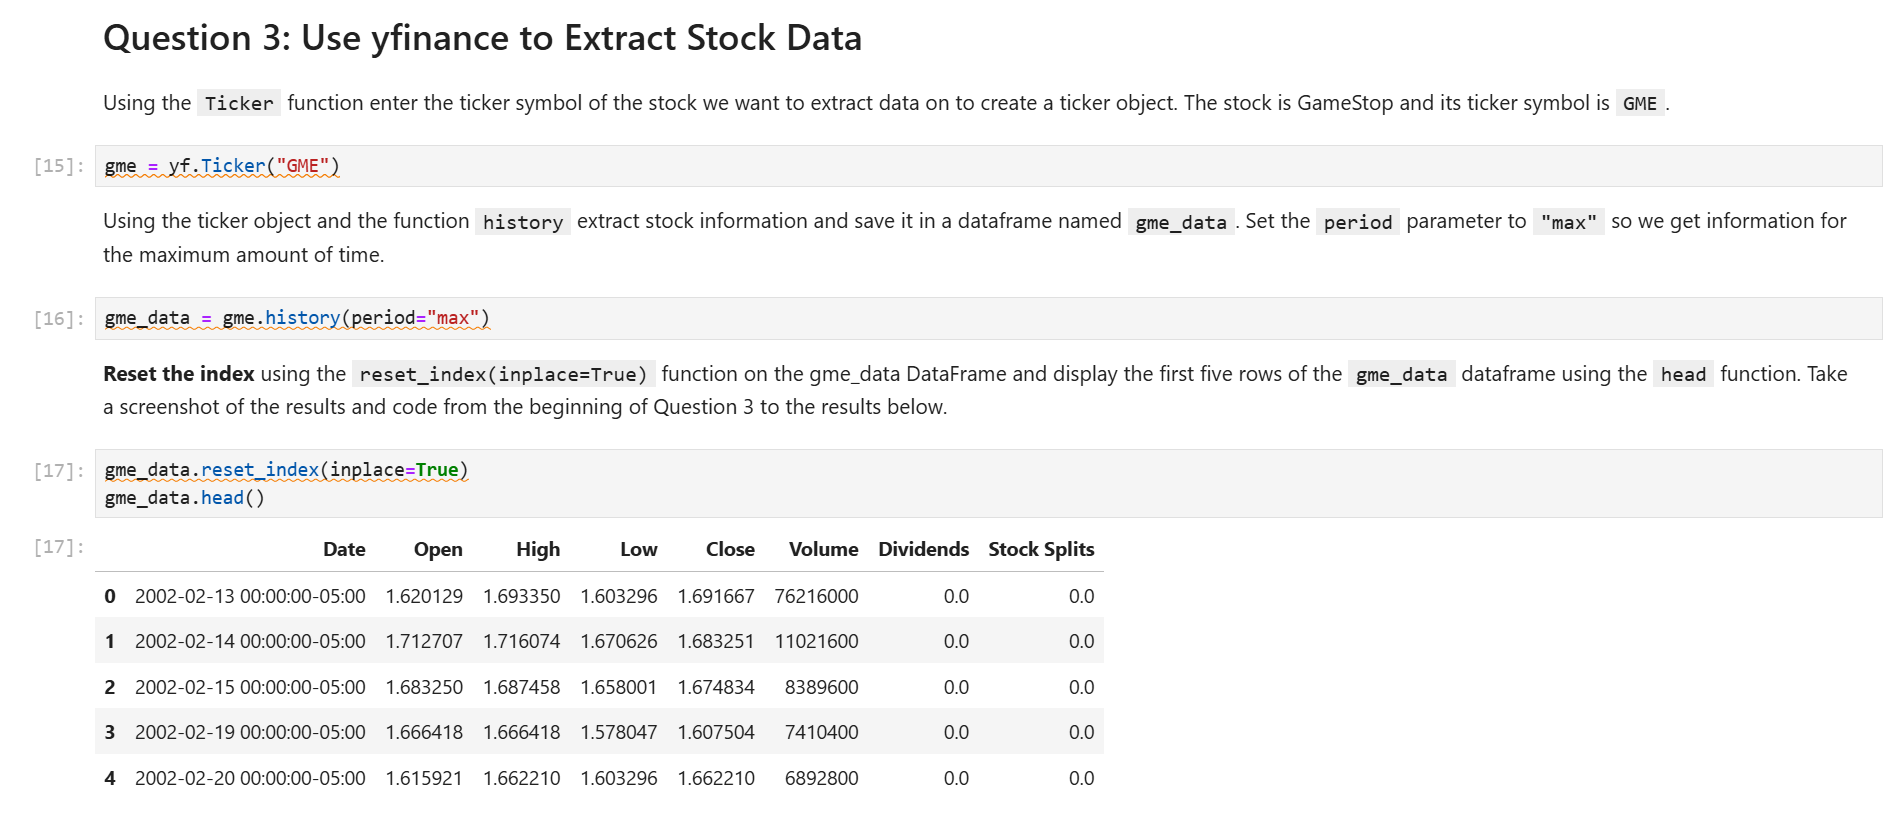 Question 3: Use yfinance to Extract Stock Data
Using the Ticker function enter the ticker symbol of the stock we want to extract data on to create a ticker object. The stock is GameStop and its ticker symbol is GME .
[15]: gme = yf.Ticker("GME")
Using the ticker object and the function history extract stock information and save it in a dataframe named gme_data . Set the period parameter to "max" so we get information for
the maximum amount of time.
[16]: gme_data = gme.history(period="max")
Reset the index using the reset_index(inplace=True) function on the gme_data DataFrame and display the first five rows of the gme_data dataframe using the head function. Take
a screenshot of the results and code from the beginning of Question 3 to the results below.
[17]: gme_data.reset_index(inplace=True)
gme_data.head()
[17]: Date Open High Low Close Volume Dividends Stock Splits
0 2002-02-13 00:00:00-05:00 1.620129 1.693350 1.603296 1.691667 76216000 0.0 0.0
1 2002-02-14 00:00:00-05:00 1.712707 1.716074 1.670626 1.683251 11021600 0.0 0.0
2 2002-02-15 00:00:00-05:00 1.683250 1.687458 1.658001 1.674834 8389600 0.0 0.0
3 2002-02-19 00:00:00-05:00 1.666418 1.666418 1.578047 1.607504 7410400 0.0 0.0
4 2002-02-20 00:00:00-05:00 1.615921 1.662210 1.603296 1.662210 6892800 0.0 0.0